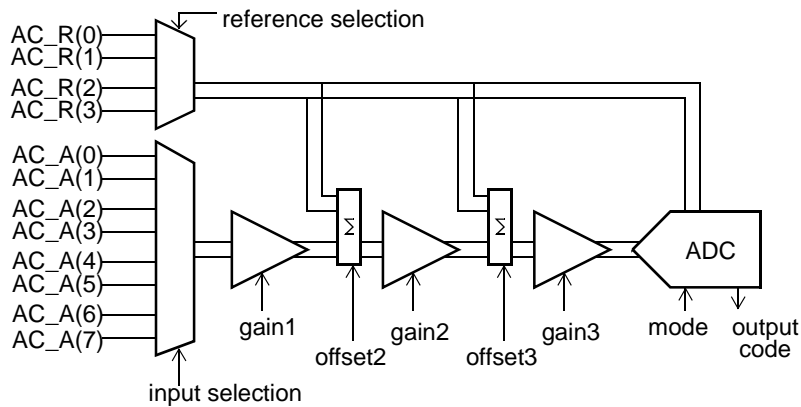 reference selection
AC_R(0)
AC_R(1)
AC_R(2)
AC_R(3)
AC_A(0)
AC_A(1)
AC_A(2)
AC_A(3)
AC_A(4)
AC_A(5)
AC_A(6)
AC_A(7)
Σ
Σ
ADC
gain1
gain2
gain3
mode
output
code
offset2
offset3
input selection